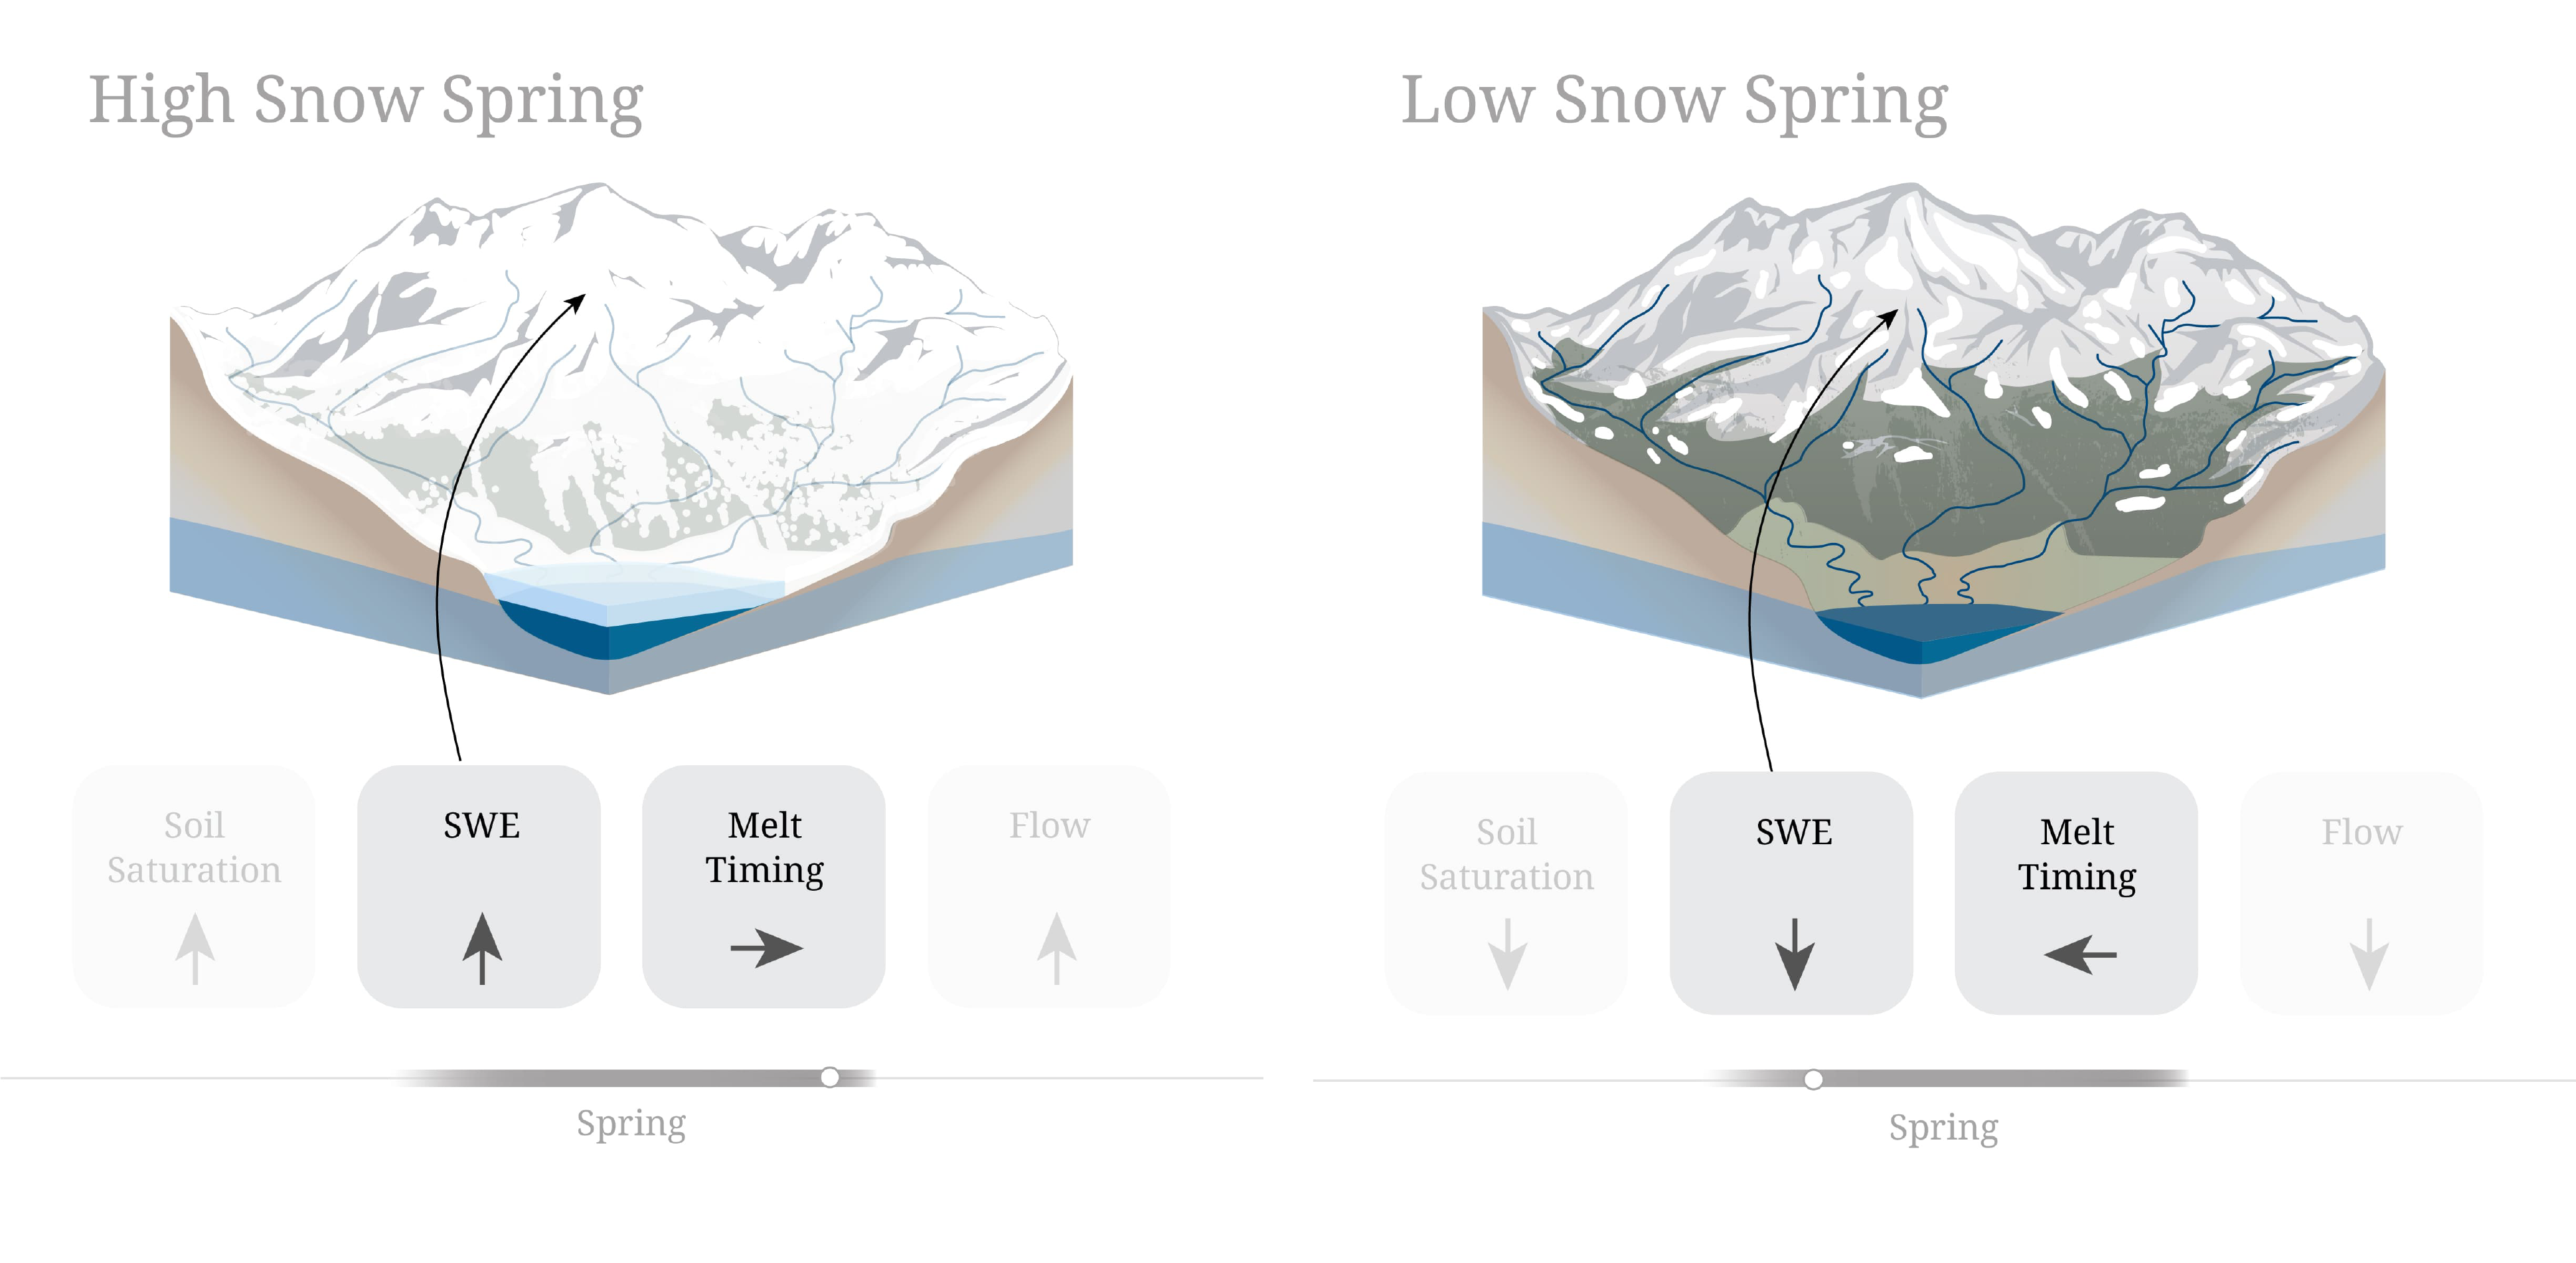 High Snow Spring
Soil
Saturation
SWE
Melt
Timing
Flow
Spring
Low Snow Spring
Soil
Saturation
SWE
Melt
Timing
Flow
Spring